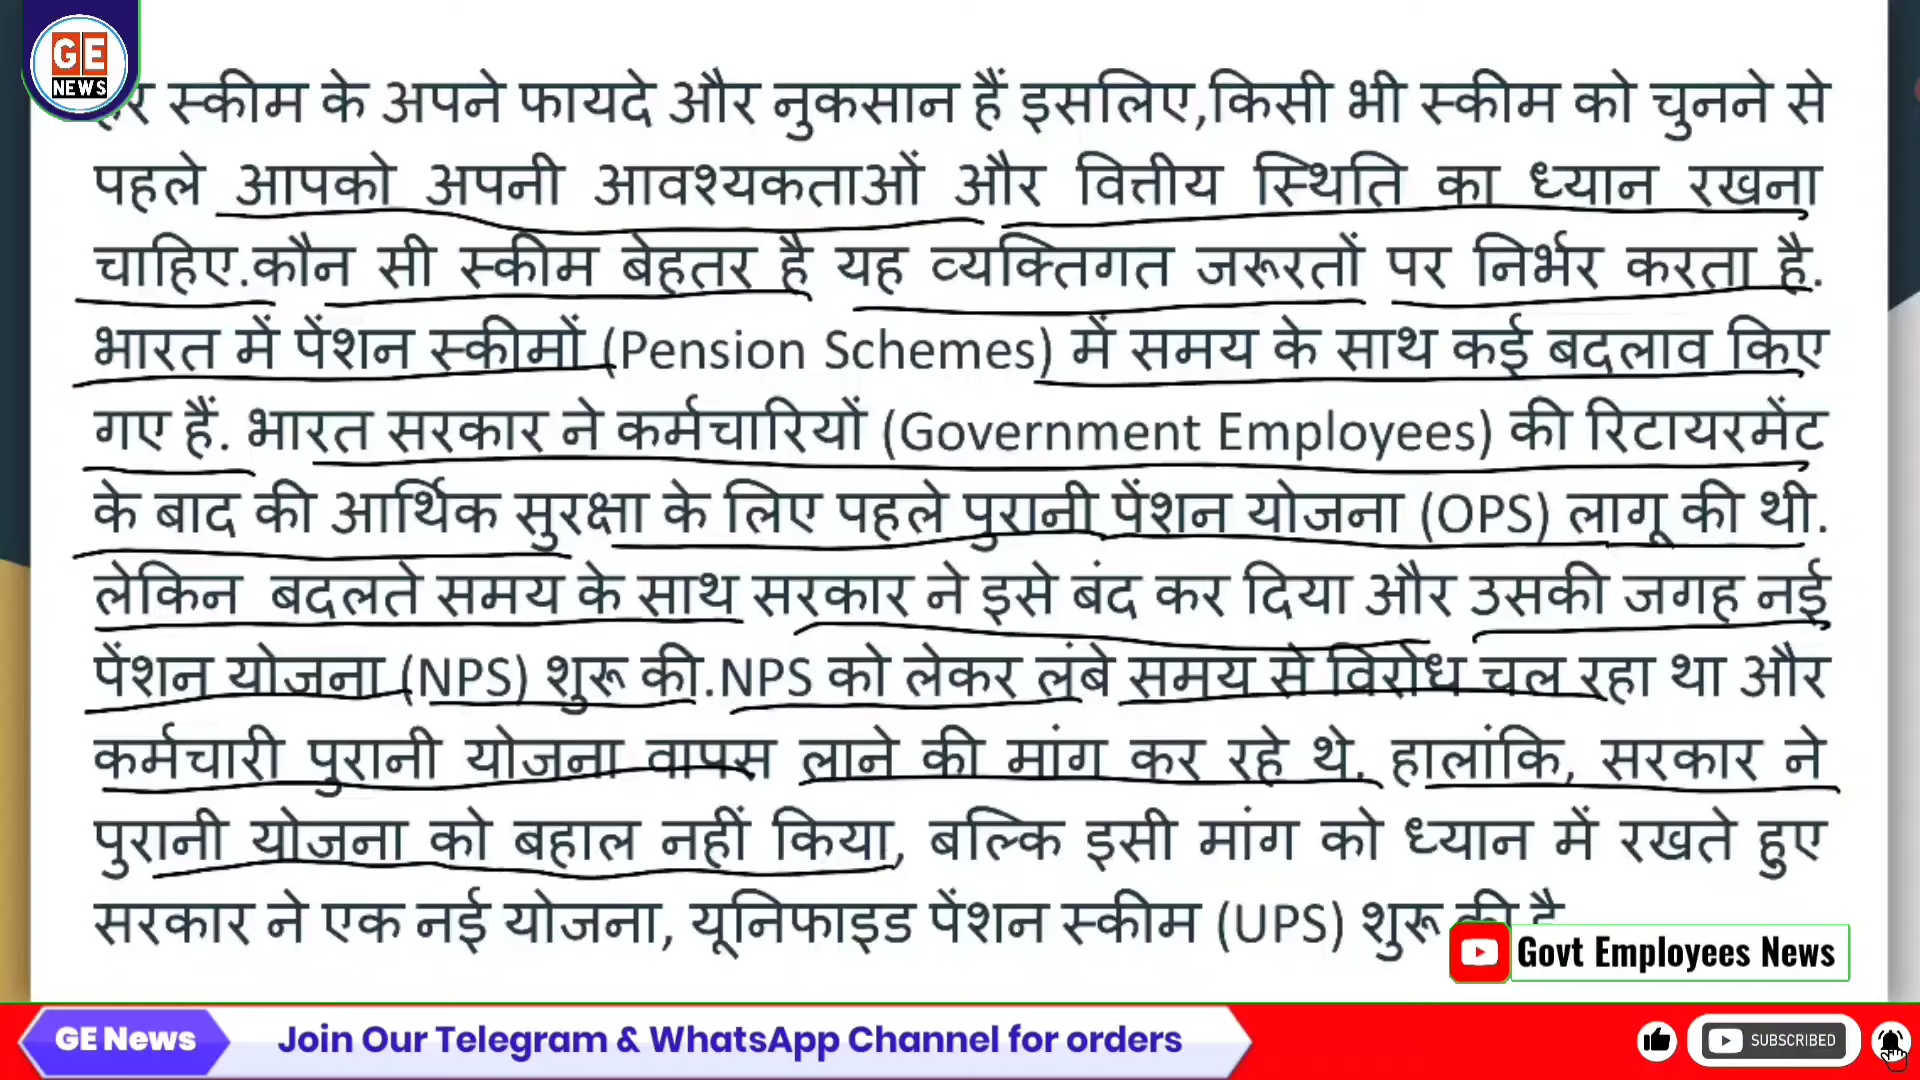 GE
NEWS
स्कीम के अपने फायदे और नुकसान हैं इसलिए,किसी भी स्कीम को चुनने से
पहले आपको अपनी आवश्यकताओं और वित्तीय स्थिति का ध्यान रखना
चाहिए.कौन सी स्कीम बेहतर है यह व्यक्तिगत जरूरतों पर निर्भर करता है.
भारत में पेंशन स्कीमों (Pension Schemes) में समय के साथ कई बदलाव किए
गए हैं. भारत सरकार ने कर्मचारियों (Government Employees) की रिटायरमेंट
के बाद की आर्थिक सुरक्षा के लिए पहले पुरानी पेंशन योजना (OPS) लागू की थी.
लेकिन बदलते समय के साथ सरकार ने इसे बंद कर दिया और उसकी जगह नई
पेंशन योजना (NPS) शुरू की.NPS को लेकर लंबे समय से विरोध चल रहा था और
कर्मचारी पुरानी योजना वापस लाने की मांग कर रहे थे. हालांकि, सरकार ने
पुरानी योजना को बहाल नहीं किया, बल्कि इसी मांग को ध्यान में रखते हुए
सरकार ने एक नई योजना, यूनिफाइड पेंशन स्कीम (UPS) शुरू की है
Govt Employees News
GE News Join Our Telegram & WhatsApp Channel for orders SUBSCRIBED